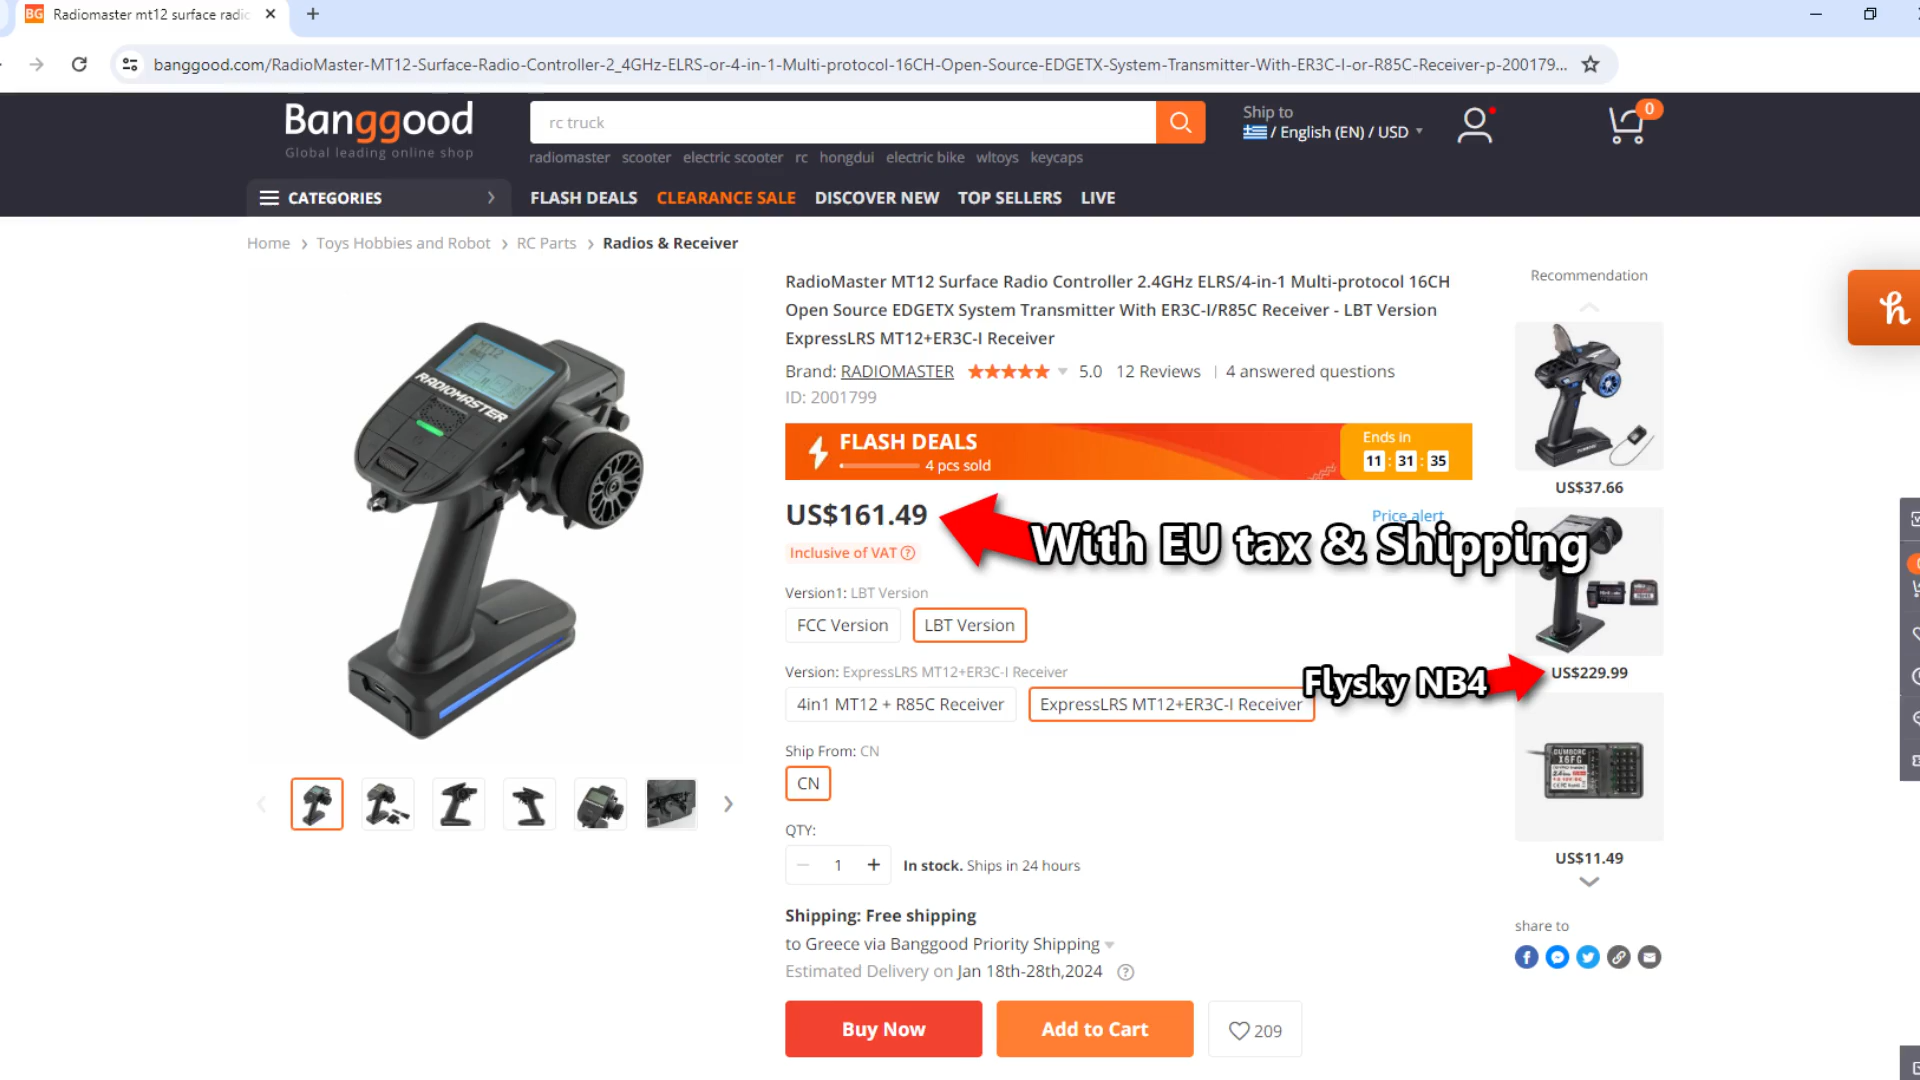 BG Radiomaster mt12 surface radio
banggood.com/RadioMaster-MT12-Surface-Radio-Controller-2_4GHz-ELRS-or-4-in-1-Multi-protocol-16CH-Open-Source-EDGETX-System-Transmitter-With-ER3C-I-or-R85C-Receiver-p-200179...
Banggood
Global leading online shop
rc truck
Ship to
/ English (EN) / USD
0
radiomaster scooter electric scooter rc hongdui electric bike wltoys keycaps
CATEGORIES
FLASH DEALS CLEARANCE SALE DISCOVER NEW TOP SELLERS LIVE
Home > Toys Hobbies and Robot > RC Parts > Radios & Receiver
RadioMaster MT12 Surface Radio Controller 2.4GHz ELRS/4-in-1 Multi-protocol 16CH
Open Source EDGETX System Transmitter With ER3C-I/R85C Receiver - LBT Version
ExpressLRS MT12+ER3C-I Receiver
Brand: RADIOMASTER 5.0 12 Reviews | 4 answered questions
ID: 2001799
FLASH DEALS
4 pcs sold
Ends in
11 : 31 : 35
US$161.49
Price alert
With EU tax & Shipping
Inclusive of VAT
Version1: LBT Version
FCC Version LBT Version
Version: ExpressLRS MT12+ER3C-I Receiver
4in1 MT12 + R85C Receiver ExpressLRS MT12+ER3C-I Receiver
Flysky NB4
Ship From: CN
CN
QTY:
1 + In stock. Ships in 24 hours
Shipping: Free shipping
to Greece via Banggood Priority Shipping
Estimated Delivery on Jan 18th-28th,2024
Buy Now Add to Cart 209
Recommendation
US$37.66
US$229.99
DUMBORC
X6FG
US$11.49
share to
MT12
RADIOMASTER